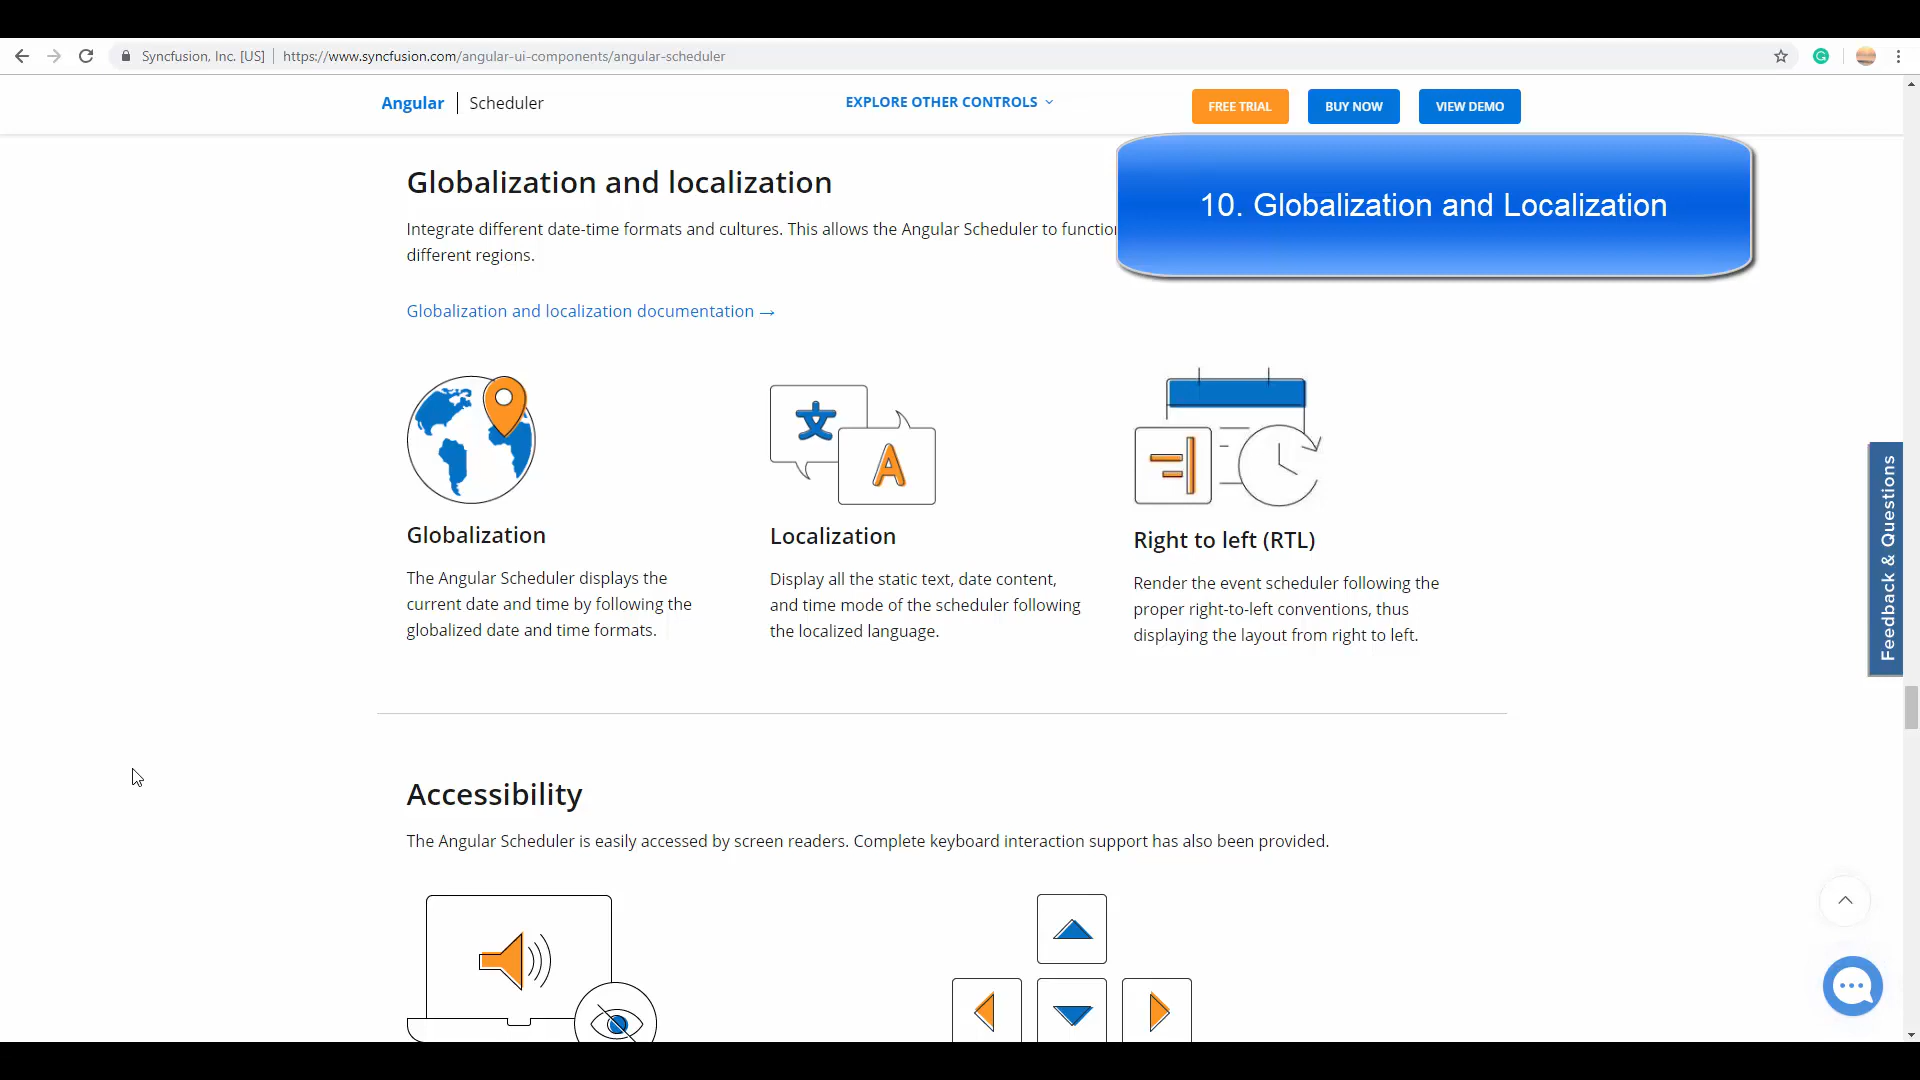 Syncfusion, Inc. [US] | https://www.syncfusion.com/angular-ui-components/angular-scheduler
Angular | Scheduler
EXPLORE OTHER CONTROLS
FREE TRIAL
BUY NOW
VIEW DEMO
10. Globalization and Localization
Globalization and localization
Integrate different date-time formats and cultures. This allows the Angular Scheduler to function
different regions.
Globalization and localization documentation →
文
A
Globalization
The Angular Scheduler displays the
current date and time by following the
globalized date and time formats.
Localization
Display all the static text, date content,
and time mode of the scheduler following
the localized language.
Right to left (RTL)
Render the event scheduler following the
proper right-to-left conventions, thus
displaying the layout from right to left.
Feedback & Questions
Accessibility
The Angular Scheduler is easily accessed by screen readers. Complete keyboard interaction support has also been provided.